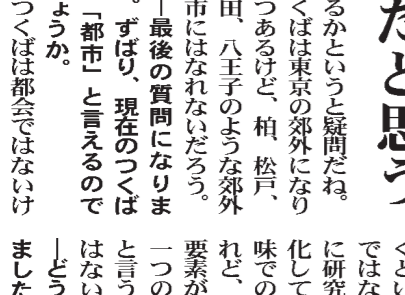 だと思う
るかというと疑問だね。
くばは東京の郊外になり
つあるけど、柏、松戸、
田、八王子のような郊外
市にはなれないだろう。
―最後の質問になりま
。ずばり、現在のつくば
「都市」と言えるので
ょうか。
つくばは都会ではないけ
くとい
ではな
に研究
化して
味での
れど、
要素が
一つの
と言う
はない
―どう
ました